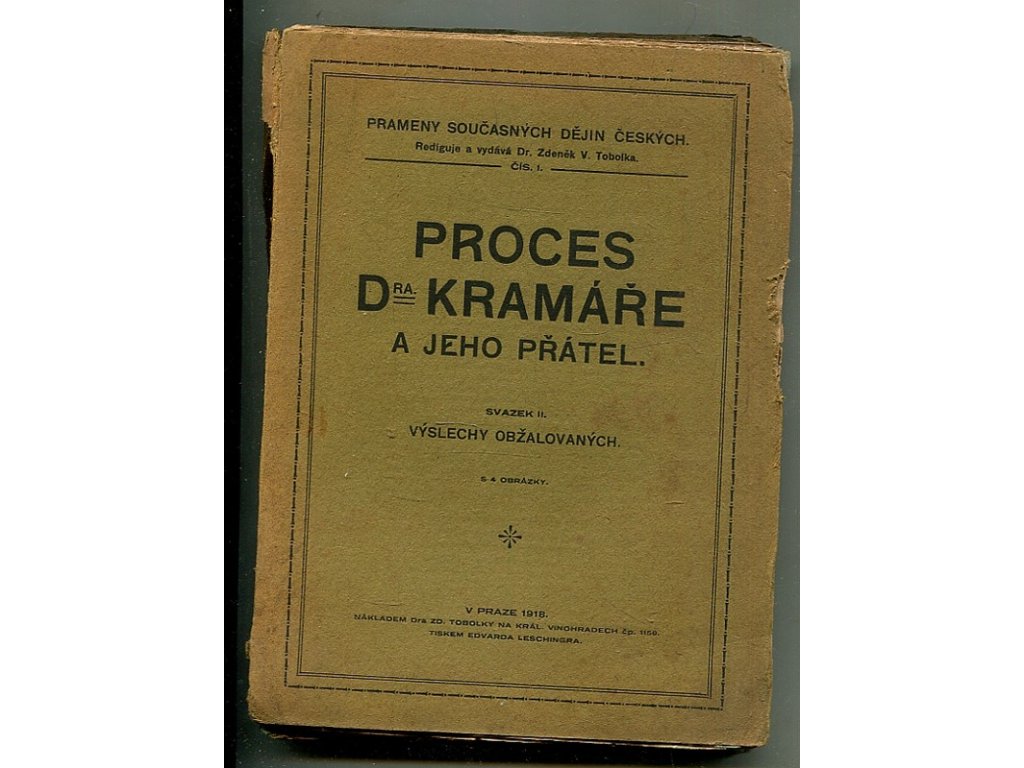 PRAMENY SOUČASNÝCH DĚJIN ČESKÝCH.
Rediguje a vydává Dr. Zdeněk V. Tobolka.
ČÍS. I.
PROCES
DRA. KRAMÁŘE
A JEHO PŘÁTEL.
SVAZEK II.
VÝSLECHY OBŽALOVANÝCH.
S 4 OBRÁZKY.
V PRAZE 1918.
NÁKLADEM Dra ZD. TOBOLKY NA KRÁL. VINOHRADECH čp. 1150.
TISKEM EDVARDA LESCHINGRA.